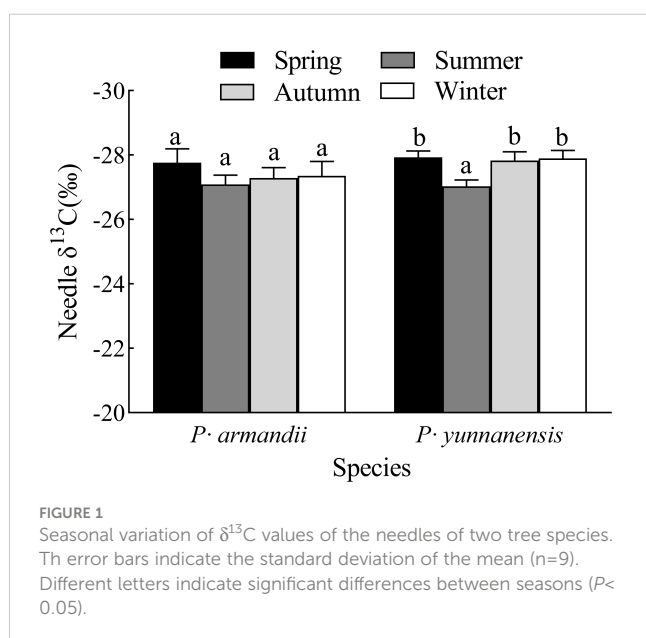 Spring Summer
Autumn Winter
-30
-28
-26
-24
-22
-20
Needle δ¹³C(‰)
a a a a
b a b b
P· armandii P· yunnanensis
Species
FIGURE 1
Seasonal variation of δ¹³C values of the needles of two tree species.
Th error bars indicate the standard deviation of the mean (n=9).
Different letters indicate significant differences between seasons (P<
0.05).